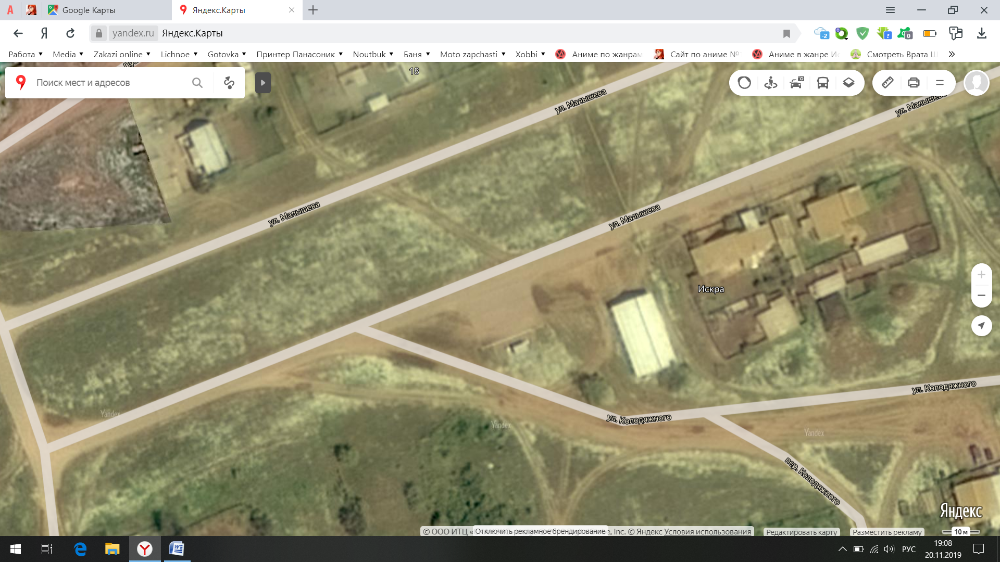 Google Карты
Яндекс.Карты
yandex.ru Яндекс.Карты
-2
?
0
Работа Media Zakazi online Lichnoe Gotovka Принтер Панасоник Noutbuk Баня Moto zapchasti Xobbi Аниме по жанрам Сайт по аниме № Аниме в жанре Смотреть Врата
Поиск мест и адресов
18
ул. Малышева
ул. Малышева
ул. Малышева
ул. Малышева
Искра
ул. Колодяжного
Yandex
ул. Колодяжного
Yandex
Yandex
пер. Колодяжного
Яндекс
© ООО ИТЦ « Отключить рекламное брендирование e, Inc. © Яндекс Условия использования
Редактировать карту
Разместить рекламу
10 м
РУС
19:08
20.11.2019